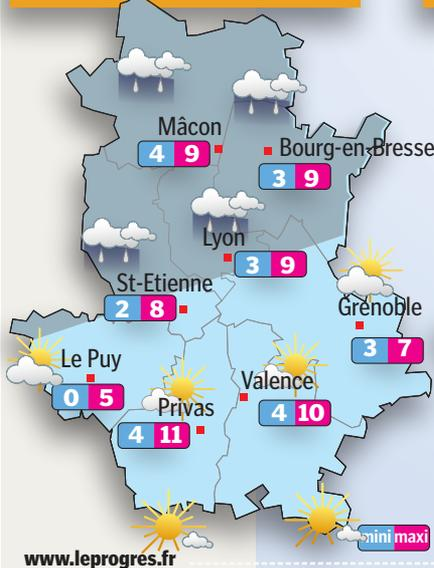 Mâcon
4 9
Bourg-en-Bresse
3 9
Lyon
3 9
St-Etienne
2 8
Grenoble
3 7
Le Puy
0 5
Valence
4 10
Privas
4 11
mini maxi
www.leprogres.fr